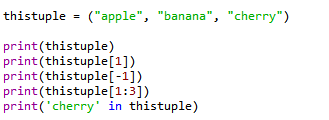 thistuple = ("apple", "banana", "cherry")
print(thistuple)
print(thistuple[1])
print(thistuple[-1])
print(thistuple[1:3])
print('cherry' in thistuple)